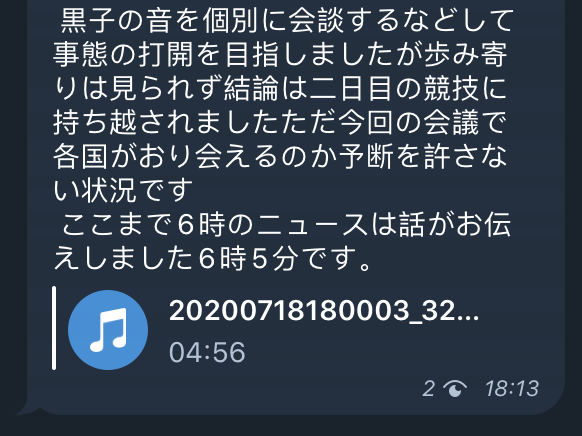 黒子の音を個別に会談するなどして
事態の打開を目指しましたが歩み寄
りは見られず結論は二日目の競技に
持ち越されましたただ今回の会議で
各国がおり会えるのか予断を許さな
い状況です
ここまで6時のニュースは話がお伝
えしました6時5分です。
20200718180003_32...
04:56
2 18:13